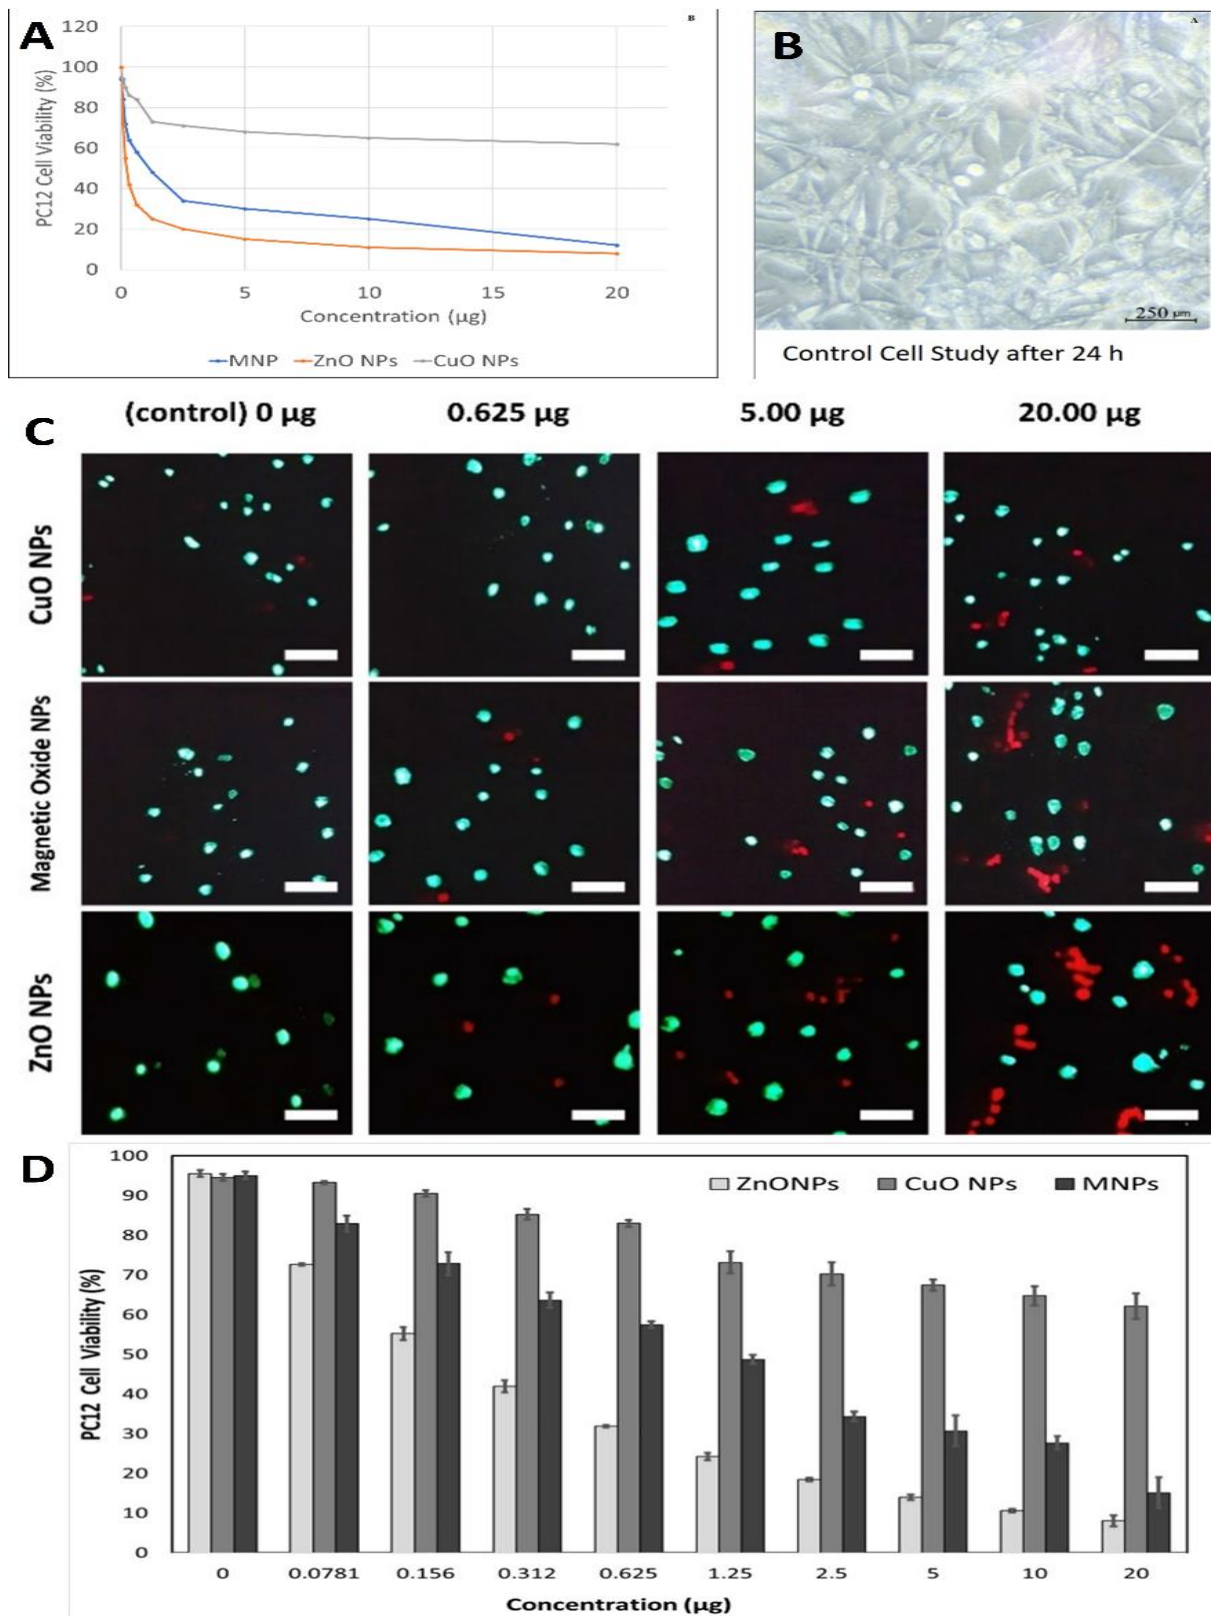 A
B
120
100
80
60
40
20
0
PC12 Cell Viability (%)
0 5 10 15 20
Concentration (µg)
MNP ZnO NPs CuO NPs
B
A
250 µm
Control Cell Study after 24 h
C
(control) 0 µg 0.625 µg 5.00 µg 20.00 µg
CuO NPs
Magnetic Oxide NPs
ZnO NPs
D
100
90
80
70
60
50
40
30
20
10
0
PC12 Cell Viability (%)
ZnONPs CuO NPs MNPs
0 0.0781 0.156 0.312 0.625 1.25 2.5 5 10 20
Concentration (µg)